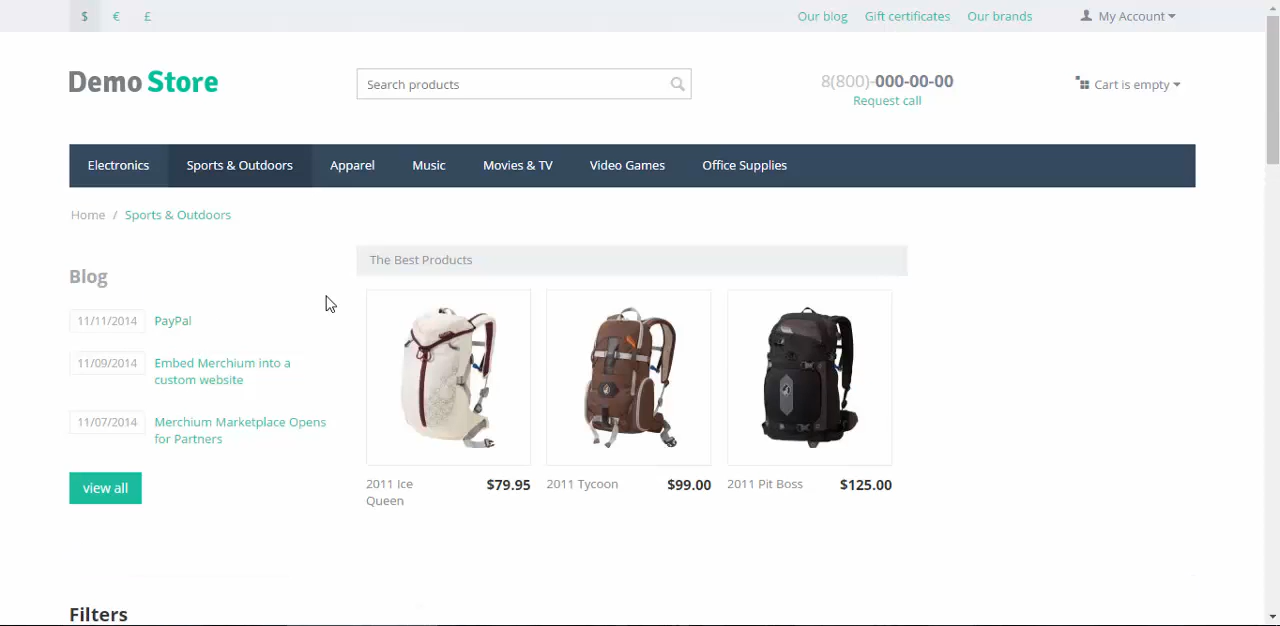 $ € £ Our blog Gift certificates Our brands My Account
Demo Store Search products 8(800)-000-00-00 Cart is empty
Request call
Electronics Sports & Outdoors Apparel Music Movies & TV Video Games Office Supplies
Home / Sports & Outdoors
Blog
11/11/2014 PayPal
11/09/2014 Embed Merchium into a
custom website
11/07/2014 Merchium Marketplace Opens
for Partners
view all
The Best Products
2011 Ice $79.95
Queen
2011 Tycoon $99.00
2011 Pit Boss $125.00
Filters